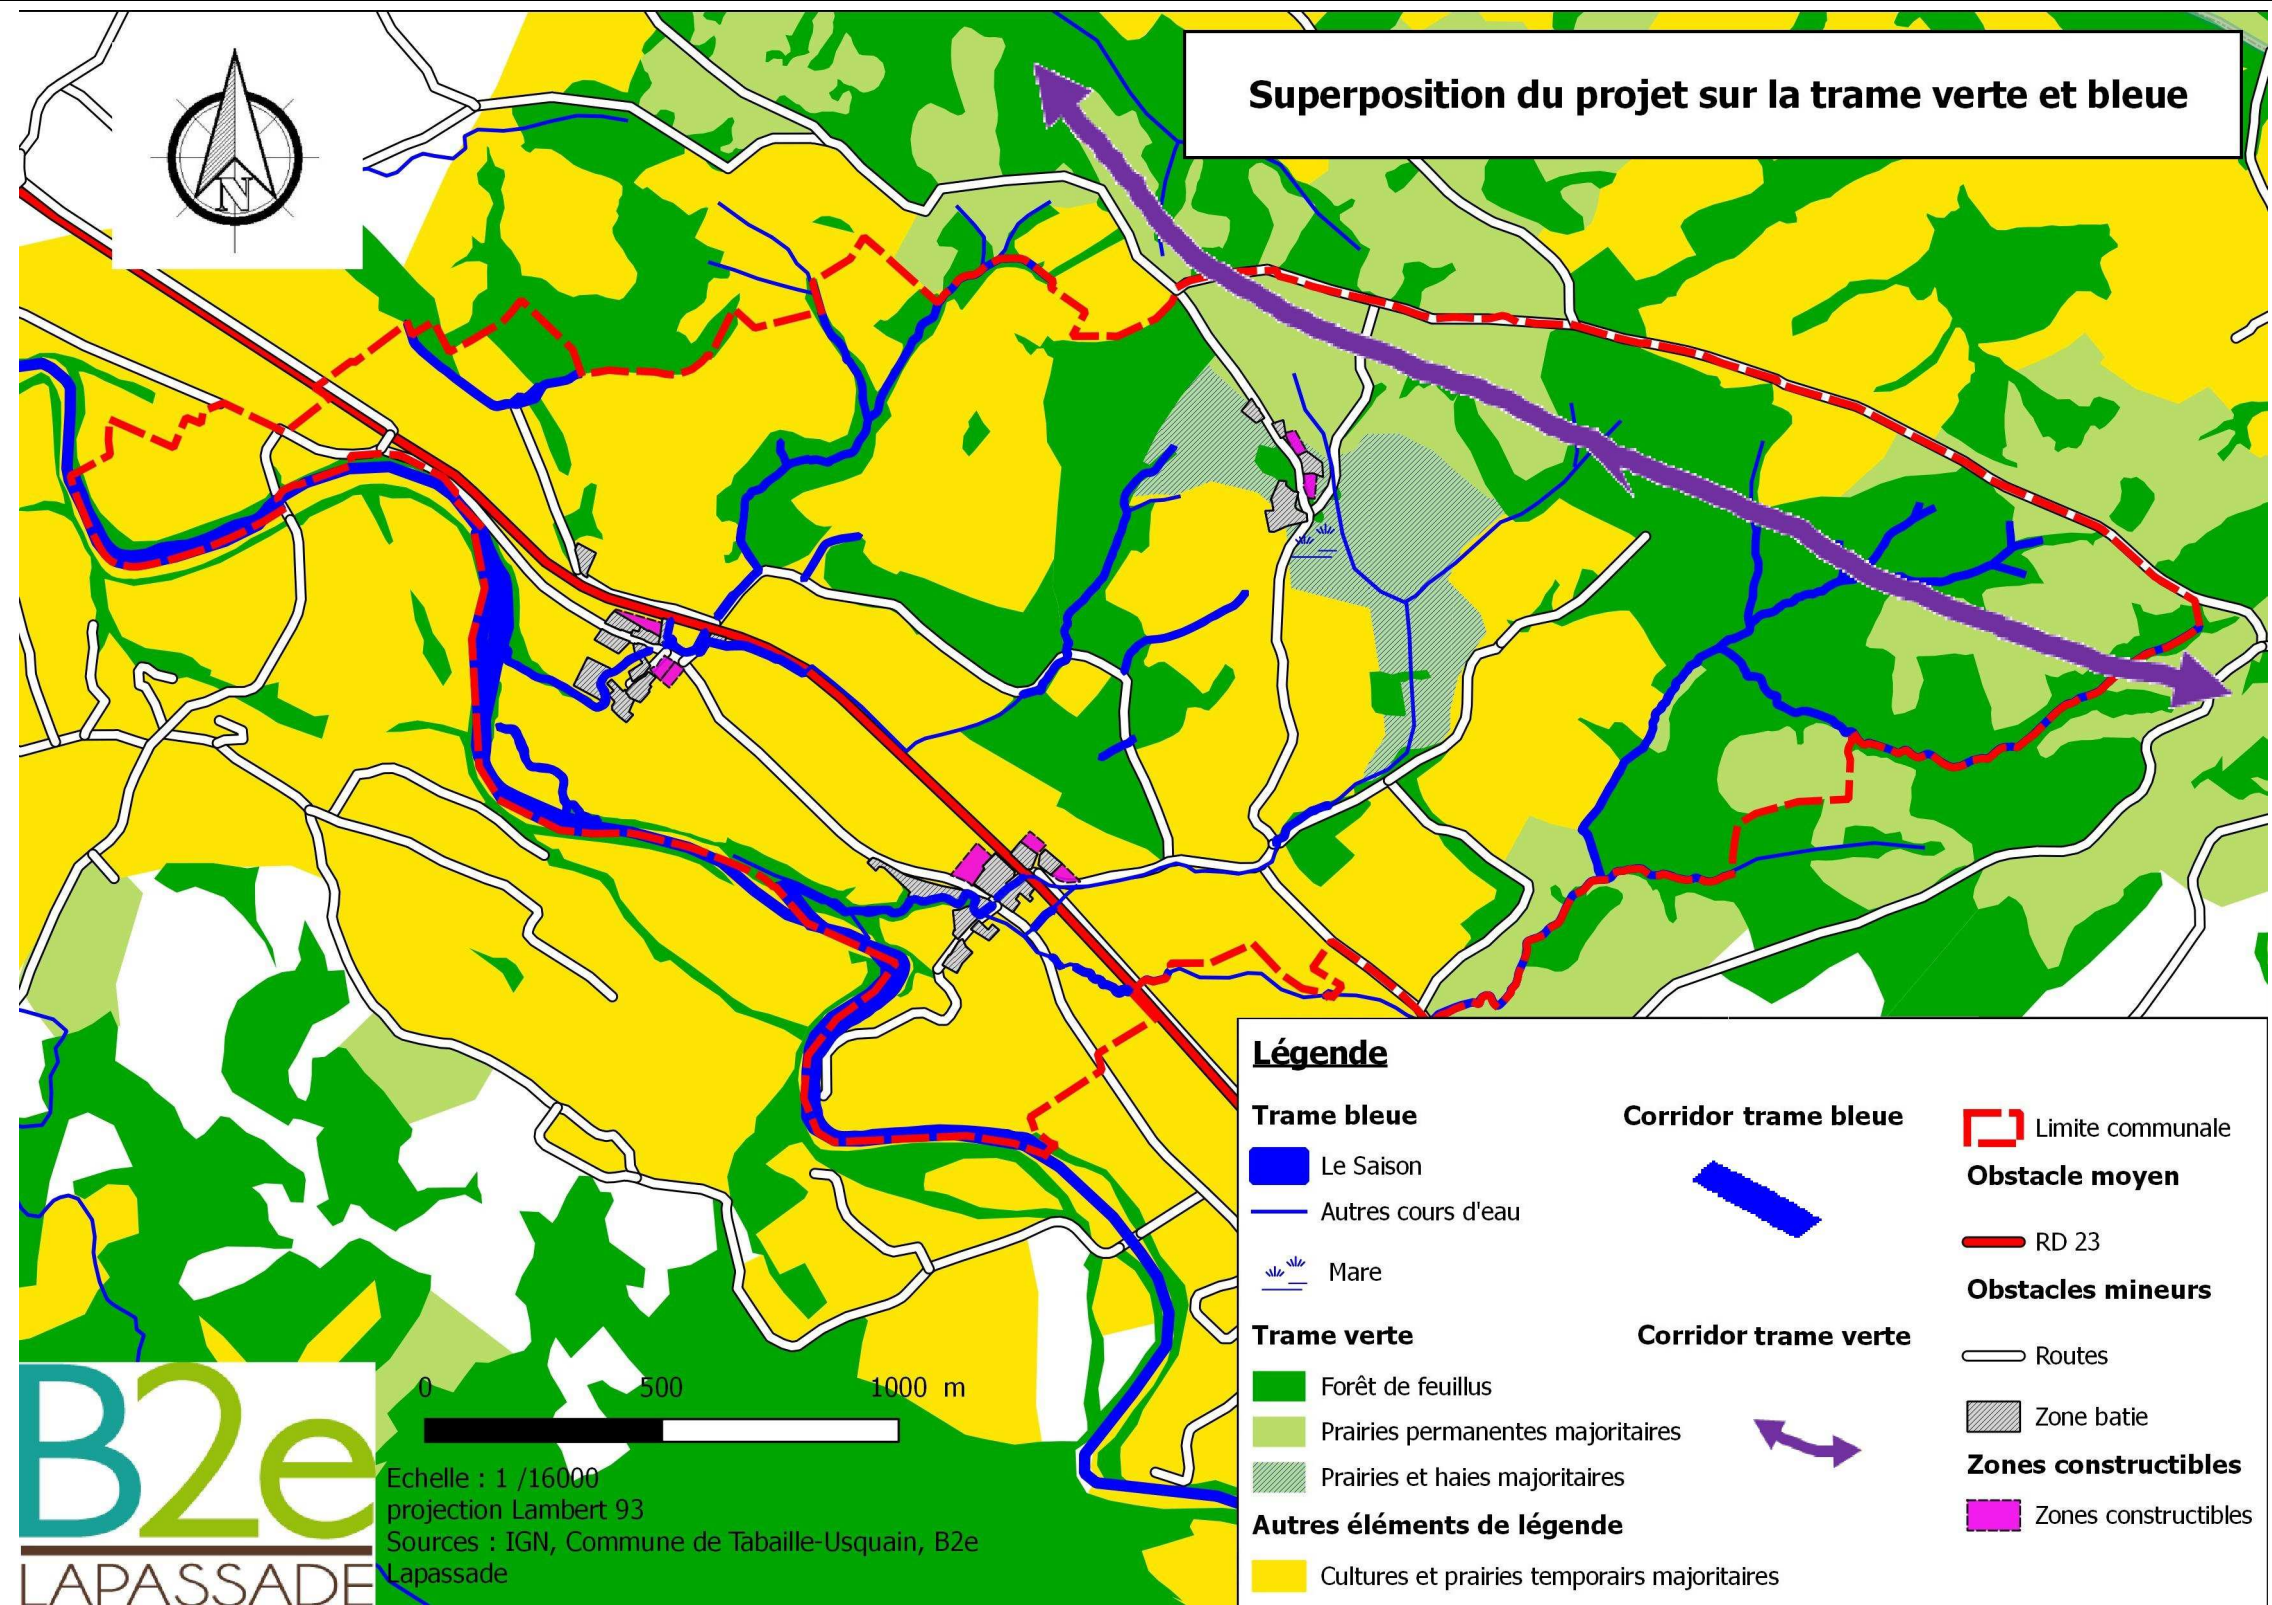 Superposition du projet sur la trame verte et bleue
N
Légende
Trame bleue
Le Saison
Autres cours d'eau
Mare
Trame verte
Forêt de feuillus
Prairies permanentes majoritaires
Prairies et haies majoritaires
Autres éléments de légende
Cultures et prairies temporairs majoritaires
Corridor trame bleue
Corridor trame verte
Limite communale
Obstacle moyen
RD 23
Obstacles mineurs
Routes
Zone batie
Zones constructibles
Zones constructibles
0 500 1000 m
Echelle : 1 /16000
projection Lambert 93
Sources : IGN, Commune de Tabaille-Usquain, B2e
Lapassade
B2e
LAPASSADE